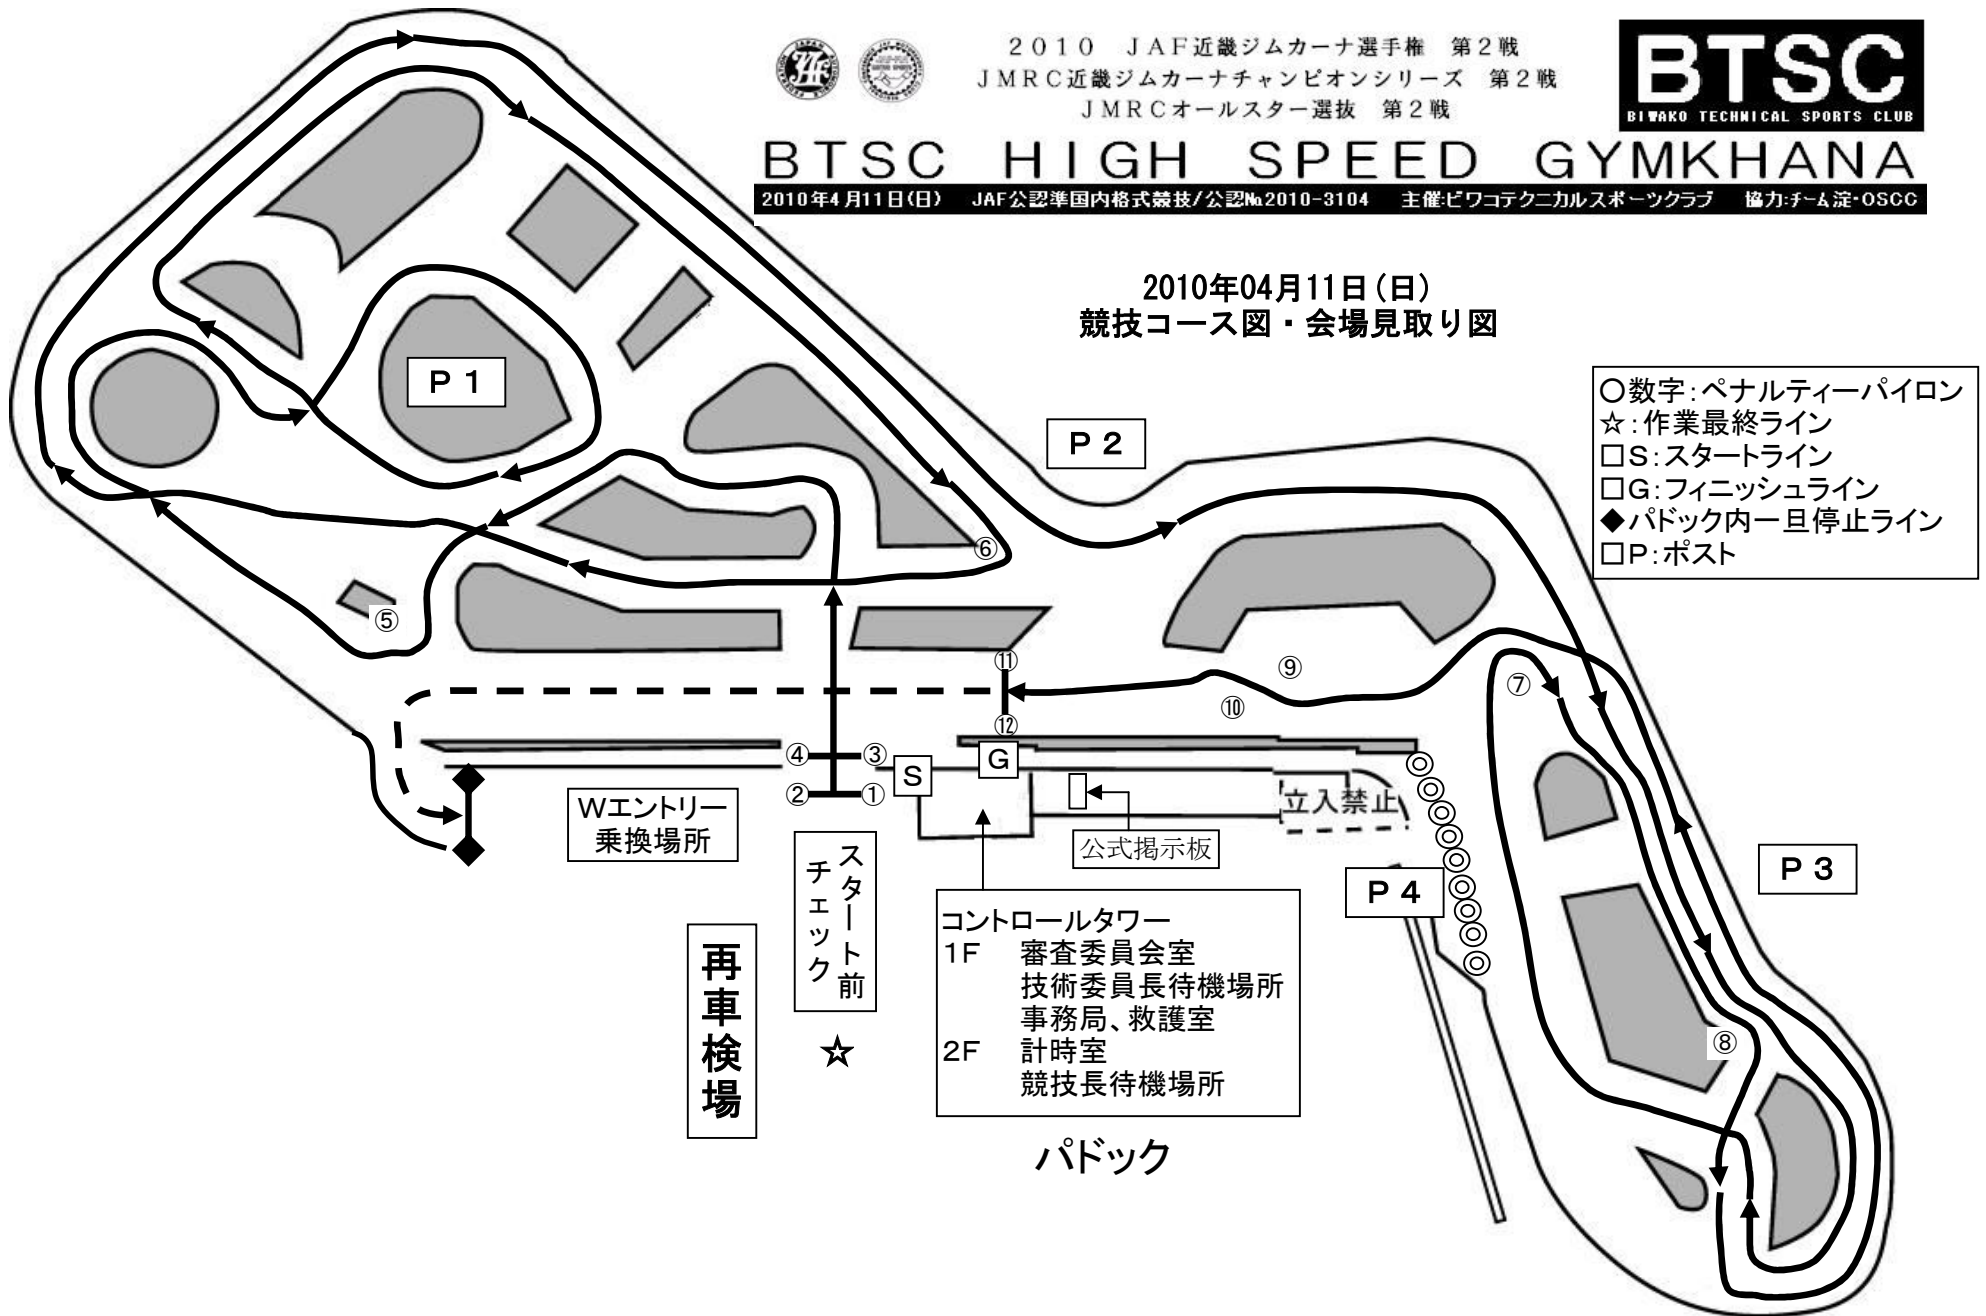 2010 JAF近畿ジムカーナ選手権 第2戦
JMRC近畿ジムカーナチャンピオンシリーズ 第2戦
JMRCオールスター選抜 第2戦
BTSC
BIWAKO TECHNICAL SPORTS CLUB
BTSC HIGH SPEED GYMKHANA
2010年4月11日(日) JAF公認準国内格式競技/公認№2010-3104 主催:ビワコテクニカルスポーツクラブ 協力:チーム淀・OSCC
2010年04月11日(日)
競技コース図・会場見取り図
○数字:ペナルティーパイロン
☆:作業最終ライン
□S:スタートライン
□G:フィニッシュライン
◆パドック内一旦停止ライン
□P:ポスト
P1
P2
⑥
⑤
⑪
⑨
⑦
⑩
⑫
④
③
S
G
②
①
Wエントリー
乗換場所
立入禁止
公式掲示板
スタート前
チェック
☆
P3
P4
コントロールタワー
1F 審査委員会室
技術委員長待機場所
事務局、救護室
2F 計時室
競技長待機場所
再車検場
⑧
パドック